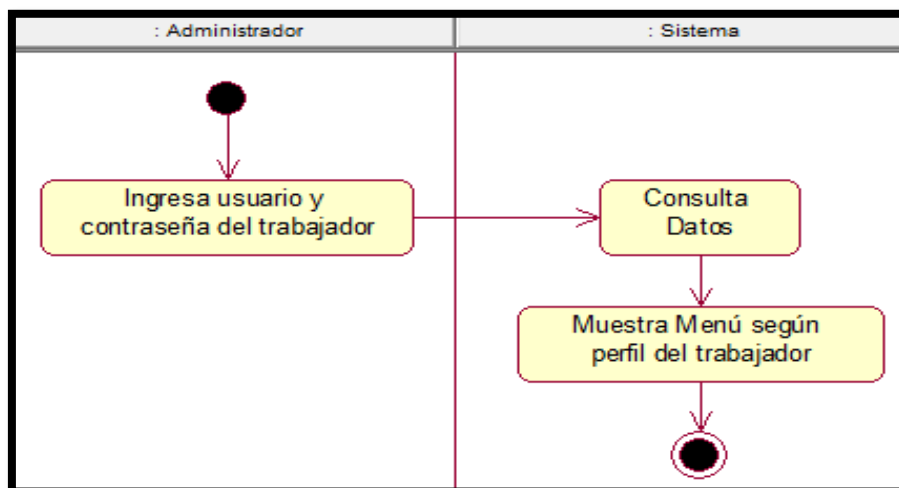 : Administrador
: Sistema
Ingresa usuario y
contraseña del trabajador
Consulta
Datos
Muestra Menú según
perfil del trabajador